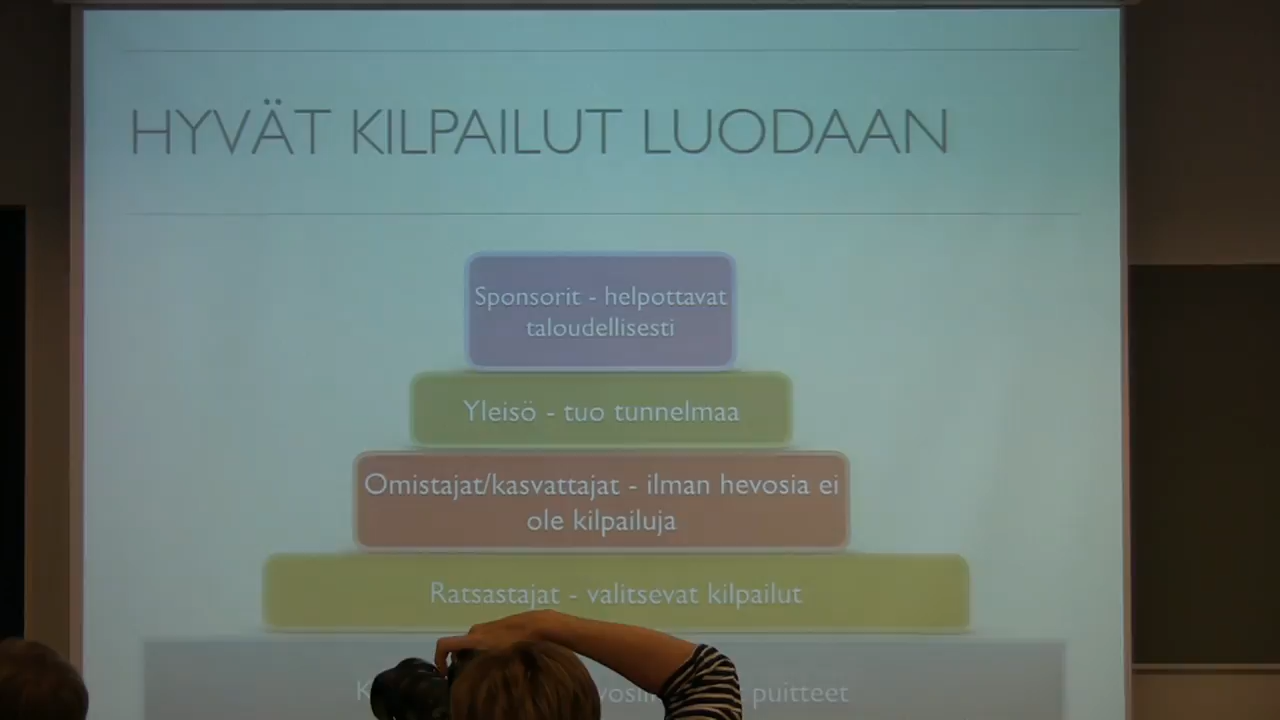 HYVÄT KILPAILUT LUODAAN
Sponsorit - helpottavat
taloudellisesti
Yleisö - tuo tunnelmaa
Omistajat/kasvattajat - ilman hevosia ei
ole kilpailuja
Ratsastajat - valitsevat kilpailut
puitteet